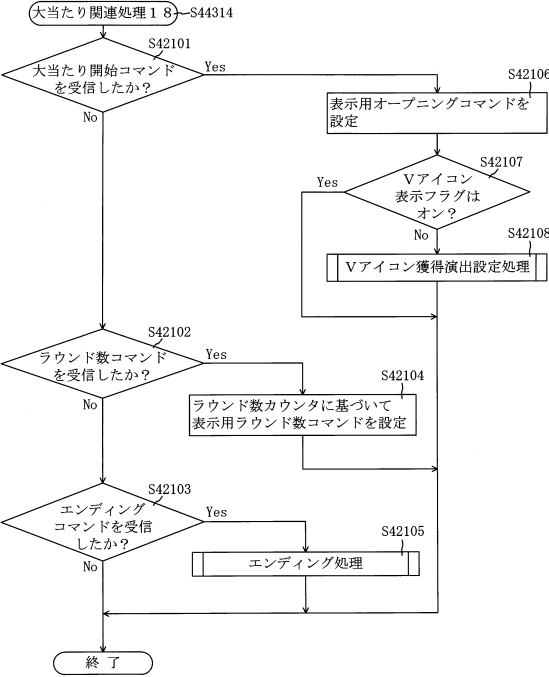 大当たり関連処理１８
S44314
S42101
大当たり開始コマンド
を受信したか？
Yes
No
S42106
表示用オープニングコマンドを
設定
S42107
Ｖアイコン
表示フラグは
オン？
Yes
No
S42108
Ｖアイコン獲得演出設定処理
S42102
ラウンド数コマンド
を受信したか？
Yes
No
S42104
ラウンド数カウンタに基づいて
表示用ラウンド数コマンドを設定
S42103
エンディング
コマンドを受信
したか？
Yes
No
S42105
エンディング処理
終 了